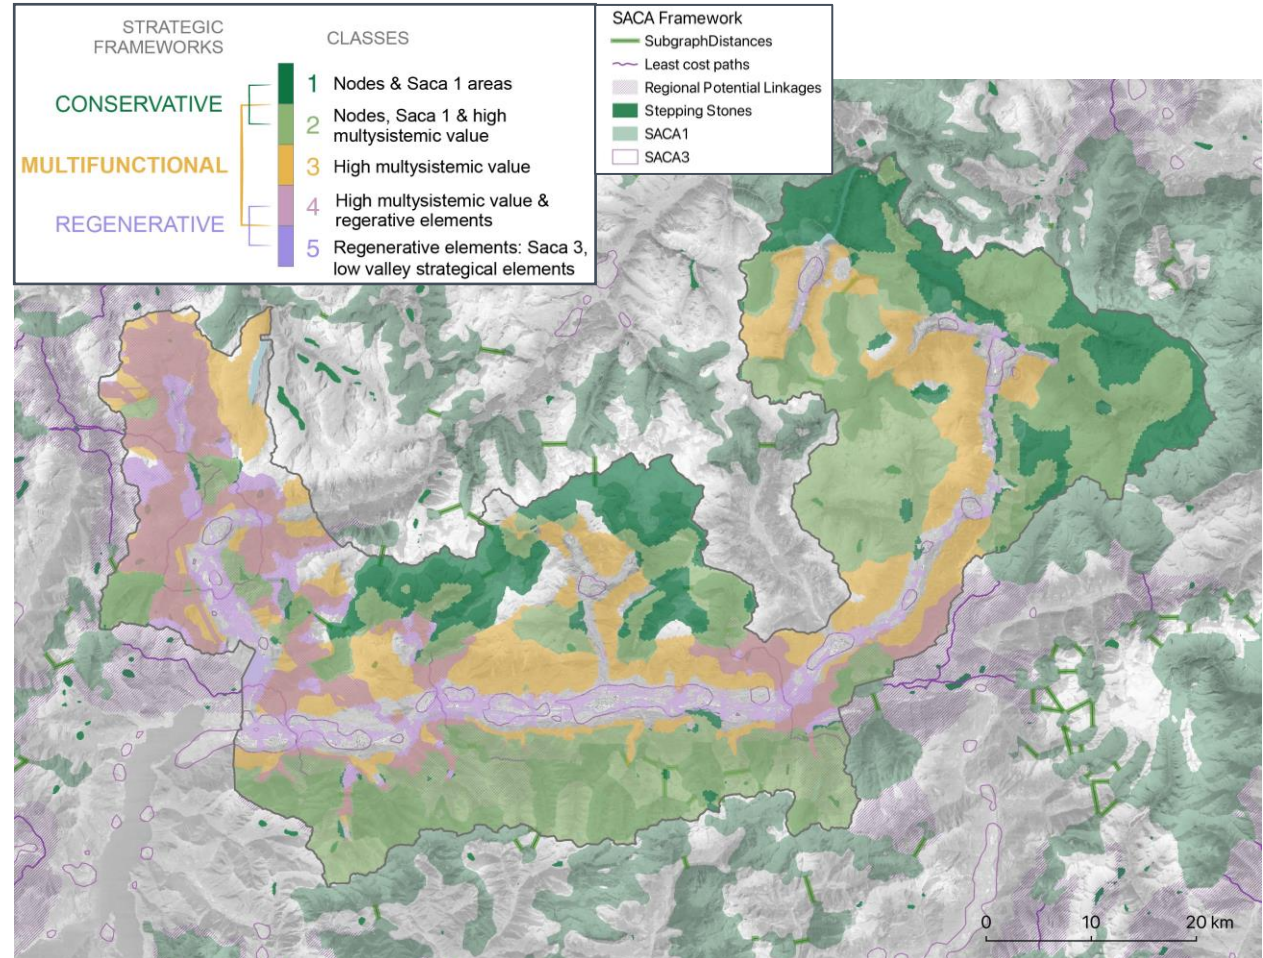 STRATEGIC
FRAMEWORKS
CLASSES
CONSERVATIVE
MULTIFUNCTIONAL
REGENERATIVE
1 Nodes & Saca 1 areas
2 Nodes, Saca 1 & high
multysistemic value
3 High multysistemic value
4 High multysistemic value &
regerative elements
5 Regenerative elements: Saca 3,
low valley strategical elements
SACA Framework
SubgraphDistances
Least cost paths
Regional Potential Linkages
Stepping Stones
SACA1
SACA3
0 10 20 km